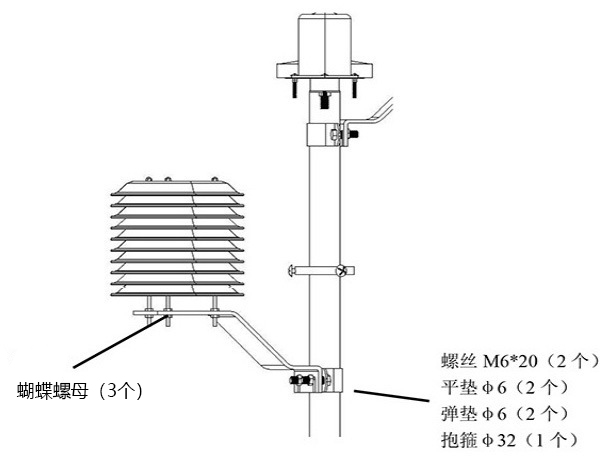 蝴蝶螺母（3个）
螺丝 M6*20（2 个）
平垫 φ6（2 个）
弹垫 φ6（2 个）
抱箍 φ32（1 个）